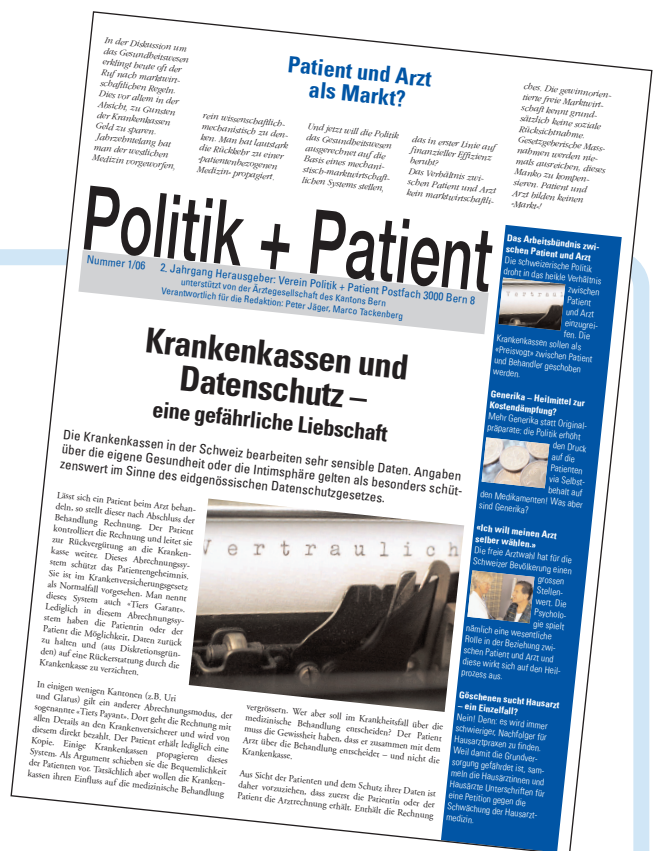 Patient und Arzt
als Markt?
In der Diskussion um
das Gesundheitswesen
erklingt heute oft der
Ruf nach marktwirt-
schaftlichen Regeln.
Dies vor allem in der
Absicht, zu Gunsten
der Krankenkassen
Geld zu sparen.
Jahrzehntelang hat
man der westlichen
Medizin vorgeworfen,
rein wissenschaftlich-
mechanistisch zu den-
ken. Man hat lautstark
die Rückkehr zu einer
«patientenbezogenen
Medizin» propagiert.
Und jetzt will die Politik
das Gesundheitswesen
ausgerechnet auf die
Basis eines mechani-
stisch-marktwirtschaft-
lichen Systems stellen,
das in erster Linie auf
finanzieller Effizienz
beruht?
Das Verhältnis zwi-
schen Patient und Arzt
kein marktwirtschaftli-
ches. Die gewinnorien-
tierte freie Marktwirt-
schaft kennt grund-
sätzlich keine soziale
Rücksichtnahme.
Gesetzgeberische Mass-
nahmen werden nie-
mals ausreichen, dieses
Manko zu kompen-
sieren. Patient und
Arzt bilden keinen
«Markt»!
Politik + Patient
Nummer 1/06 2. Jahrgang Herausgeber: Verein Politik + Patient Postfach 3000 Bern 8
unterstützt von der Ärztegesellschaft des Kantons Bern
Verantwortlich für die Redaktion: Peter Jäger, Marco Tackenberg
Krankenkassen und
Datenschutz –
eine gefährliche Liebschaft
Die Krankenkassen in der Schweiz bearbeiten sehr sensible Daten. Angaben
über die eigene Gesundheit oder die Intimsphäre gelten als besonders schüt-
zenswert im Sinne des eidgenössischen Datenschutzgesetzes.
Lässt sich ein Patient beim Arzt behan-
deln, so stellt dieser nach Abschluss der
Behandlung Rechnung. Der Patient
kontrolliert die Rechnung und leitet sie
zur Rückvergütung an die Kranken-
kasse weiter. Dieses Abrechnungssy-
stem schützt das Patientengeheimnis.
Sie ist im Krankenversicherungsgesetz
als Normalfall vorgesehen. Man nennt
dieses System auch «Tiers Garant».
Lediglich in diesem Abrechnungssy-
stem haben die Patientin oder der
Patient die Möglichkeit, Daten zurück
zu halten und (aus Diskretionsgrün-
den) auf eine Rückerstattung durch die
Krankenkasse zu verzichten.
Vertraulich
In einigen wenigen Kantonen (z.B. Uri
und Glarus) gilt ein anderer Abrechnungsmodus, der
sogenannte «Tiers Payant». Dort geht die Rechnung mit
allen Details an den Krankenversicherer und wird von
diesem direkt bezahlt. Der Patient erhält lediglich eine
Kopie. Einige Krankenkassen propagieren dieses
System. Als Argument schieben sie die Bequemlichkeit
der Patienten vor. Tatsächlich aber wollen die Kranken-
kassen ihren Einfluss auf die medizinische Behandlung
vergrössern. Wer aber soll im Krankheitsfall über die
medizinische Behandlung entscheiden? Der Patient
muss die Gewissheit haben, dass er zusammen mit dem
Arzt über die Behandlung entscheidet – und nicht die
Krankenkasse.
Aus Sicht der Patienten und dem Schutz ihrer Daten ist
daher vorzuziehen, dass zuerst die Patientin oder der
Patient die Arztrechnung erhält. Enthält die Rechnung
Das Arbeitsbündnis zwi-
schen Patient und Arzt
Die schweizerische Politik
droht in das heikle Verhältnis
zwischen
Patient
und Arzt
einzugrei-
fen. Die
Krankenkassen sollen als
«Preisvogt» zwischen Patient
und Behandler geschoben
werden.
Vertrau
Generika – Heilmittel zur
Kostendämpfung?
Mehr Generika statt Original-
präparate: die Politik erhöht
den Druck
auf die
Patienten
via Selbst-
behalt auf
den Medikamenten! Was aber
sind Generika?
«Ich will meinen Arzt
selber wählen.»
Die freie Arztwahl hat für die
Schweizer Bevölkerung einen
grossen
Stellen-
wert. Die
Psycholo-
gie spielt
nämlich eine wesentliche
Rolle in der Beziehung zwi-
schen Patient und Arzt und
diese wirkt sich auf den Heil-
prozess aus.
Göschenen sucht Hausarzt
– ein Einzelfall?
Nein! Denn: es wird immer
schwieriger, Nachfolger für
Hausarztpraxen zu finden.
Weil damit die Grundver-
sorgung gefährdet ist, sam-
meln die Hausärztinnen und
Hausärzte Unterschriften für
eine Petition gegen die
Schwächung der Hausarzt-
medizin.